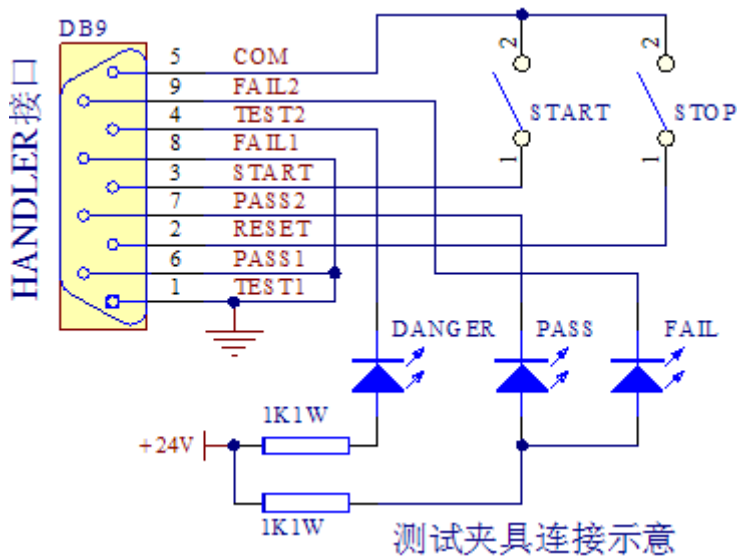 DB9
HANDLER接口
5 COM
9 FAIL2
4 TEST2
8 FAIL1
3 START
7 PASS2
2 RESET
6 PASS1
1 TEST1
2
2
START
STOP
1
1
DANGER
PASS
FAIL
1K1W
+24V
1K1W
测试夹具连接示意